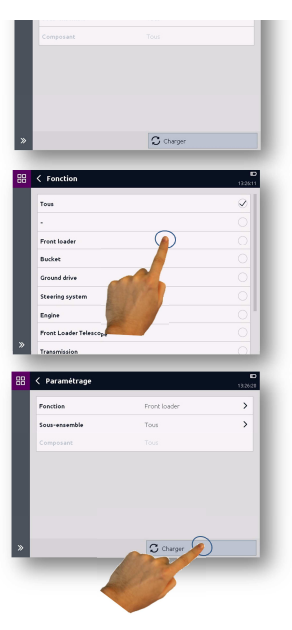 Composant Tous
Charger
Fonction
13:26:11
Tous
-
Front loader
Bucket
Ground drive
Steering system
Engine
Front Loader Telescop
Transmission
Paramétrage
13:26:20
Fonction Front loader
Sous-ensemble Tous
Composant Tous
Charger